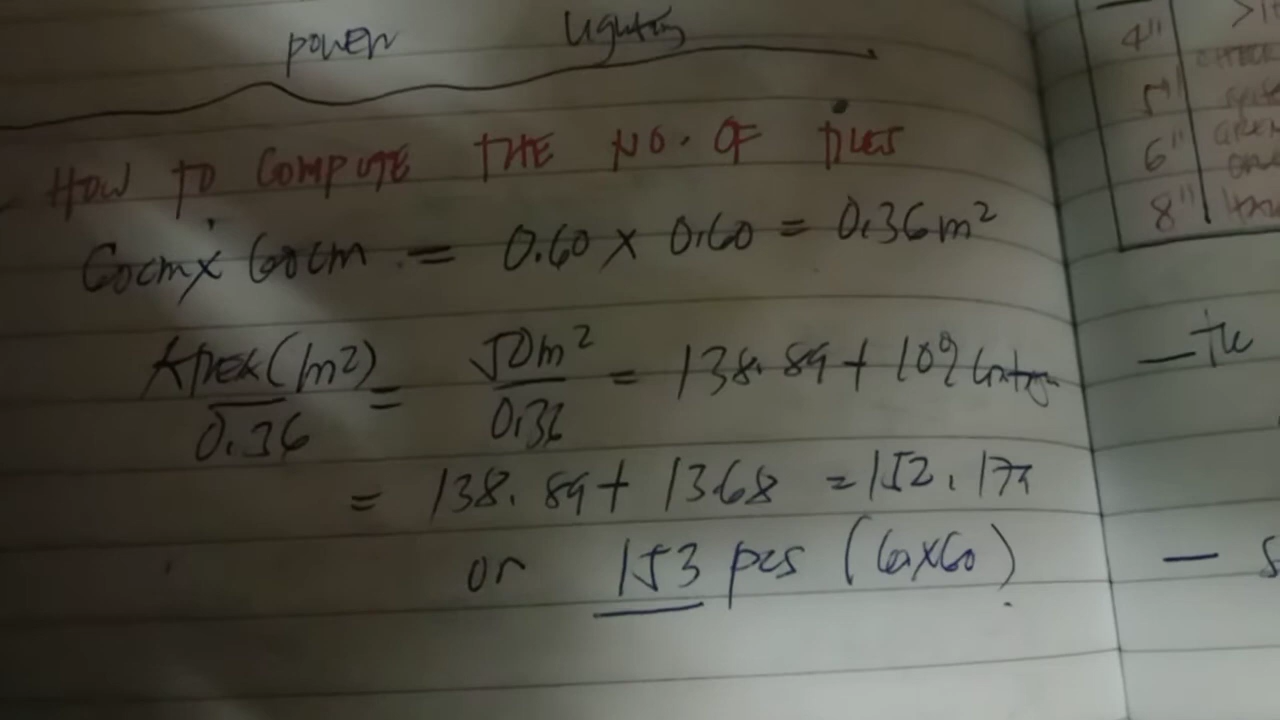 power lighting
HOW TO COMPUTE THE NO. OF TILES
60cm x 60cm = 0.60 x 0.60 = 0.36m²
AREA (m2) / 0.36 = 50m² / 0.36 = 138.89 + 10%
= 138.89 + 13.68 = 152.17
or 153 pcs (60x60)
4"
5"
6"
8"